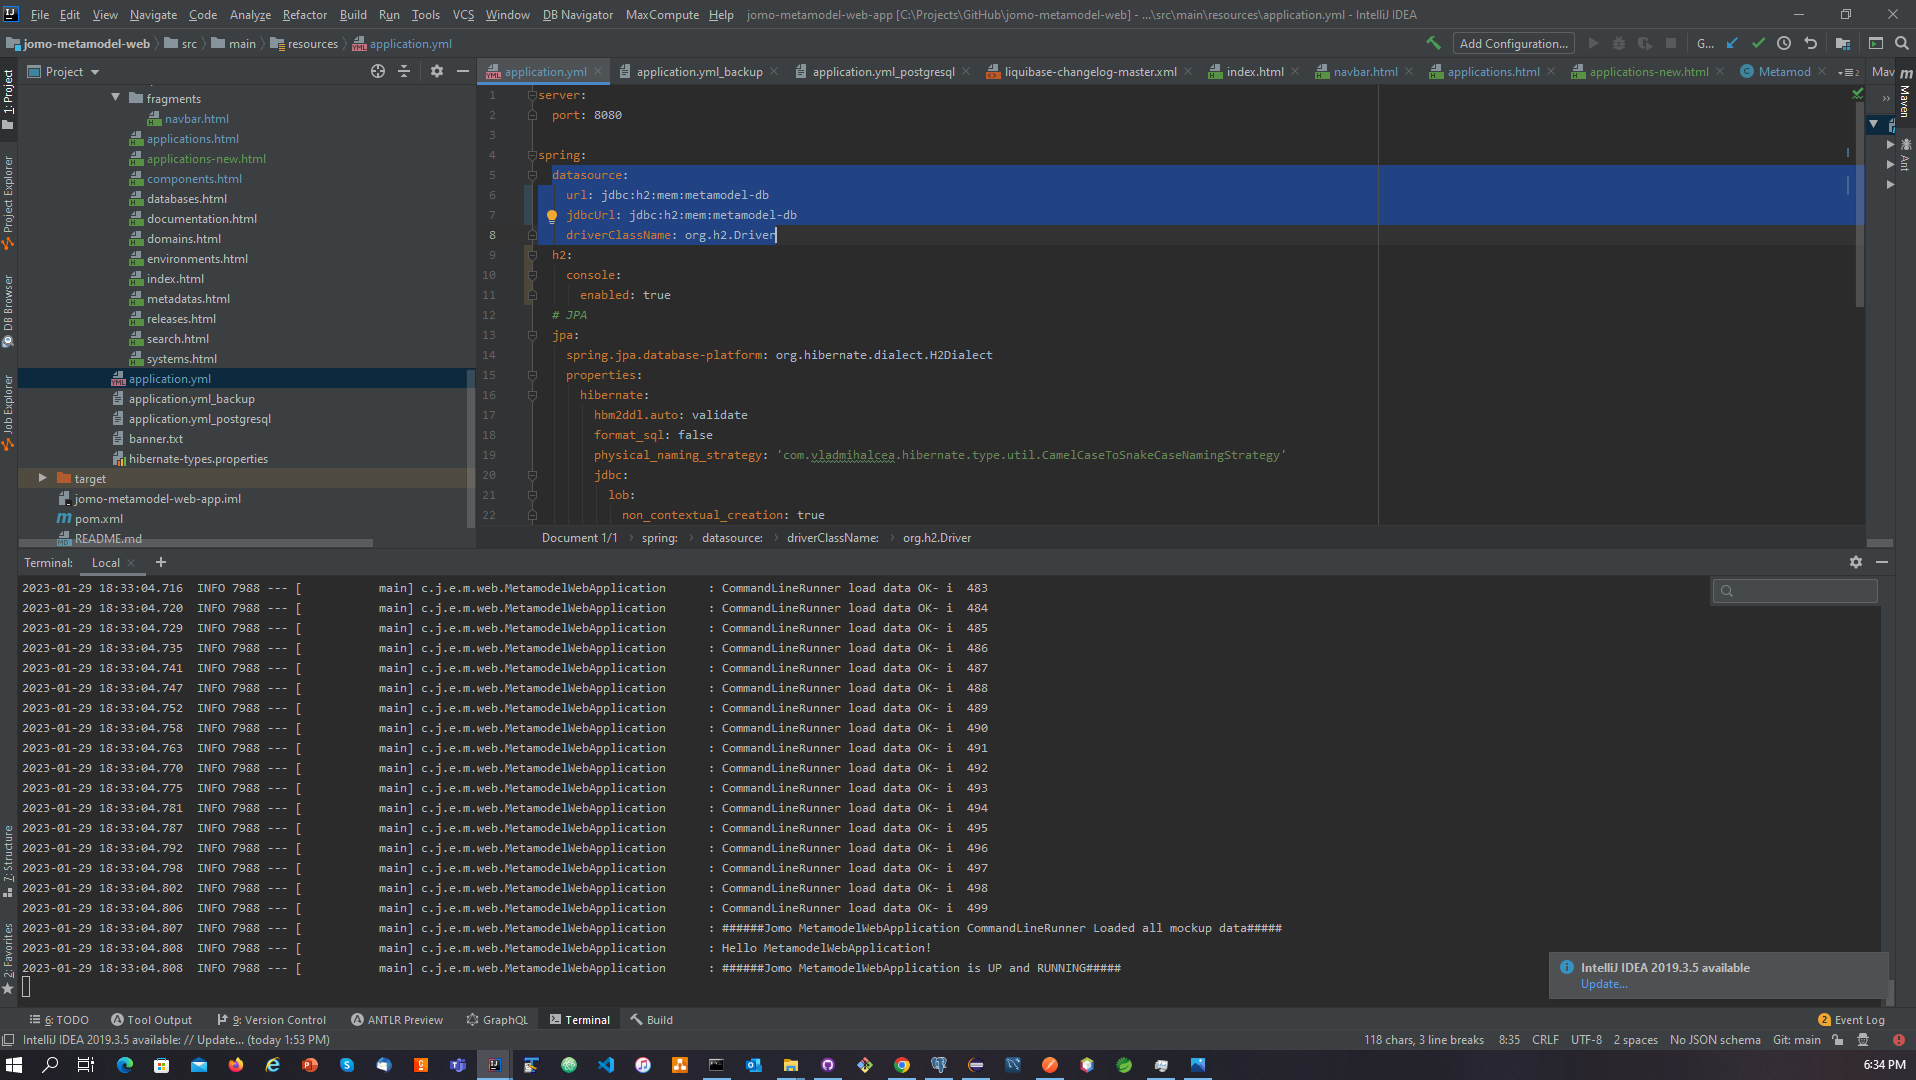 File Edit View Navigate Code Analyze Refactor Build Run Tools VCS Window DB Navigator MaxCompute Help jomo-metamodel-web-app [C:\Projects\GitHub\jomo-metamodel-web] - ...\src\main\resources\application.yml - IntelliJ IDEA
jomo-metamodel-web src main resources application.yml Add Configuration... G...
Project
application.yml application.yml_backup application.yml_postgresql liquibase-changelog-master.xml index.html navbar.html applications.html applications-new.html Metamod Mav
1: Project
Project Explorer
DB Browser
Job Explorer
7: Structure
2: Favorites
Maven
Ant
fragments
navbar.html
applications.html
applications-new.html
components.html
databases.html
documentation.html
domains.html
environments.html
index.html
metadatas.html
releases.html
search.html
systems.html
application.yml
application.yml_backup
application.yml_postgresql
banner.txt
hibernate-types.properties
target
jomo-metamodel-web-app.iml
pom.xml
README.md
1 server:
2 port: 8080
3
4 spring:
5 datasource:
6 url: jdbc:h2:mem:metamodel-db
7 jdbcUrl: jdbc:h2:mem:metamodel-db
8 driverClassName: org.h2.Driver
9 h2:
10 console:
11 enabled: true
12 # JPA
13 jpa:
14 spring.jpa.database-platform: org.hibernate.dialect.H2Dialect
15 properties:
16 hibernate:
17 hbm2ddl.auto: validate
18 format_sql: false
19 physical_naming_strategy: 'com.vladmihalcea.hibernate.type.util.CamelCaseToSnakeCaseNamingStrategy'
20 jdbc:
21 lob:
22 non_contextual_creation: true
Document 1/1 spring: datasource: driverClassName: org.h2.Driver
Terminal: Local +
2023-01-29 18:33:04.716 INFO 7988 --- [ main] c.j.e.m.web.MetamodelWebApplication : CommandLineRunner load data OK- i 483
2023-01-29 18:33:04.720 INFO 7988 --- [ main] c.j.e.m.web.MetamodelWebApplication : CommandLineRunner load data OK- i 484
2023-01-29 18:33:04.729 INFO 7988 --- [ main] c.j.e.m.web.MetamodelWebApplication : CommandLineRunner load data OK- i 485
2023-01-29 18:33:04.735 INFO 7988 --- [ main] c.j.e.m.web.MetamodelWebApplication : CommandLineRunner load data OK- i 486
2023-01-29 18:33:04.741 INFO 7988 --- [ main] c.j.e.m.web.MetamodelWebApplication : CommandLineRunner load data OK- i 487
2023-01-29 18:33:04.747 INFO 7988 --- [ main] c.j.e.m.web.MetamodelWebApplication : CommandLineRunner load data OK- i 488
2023-01-29 18:33:04.752 INFO 7988 --- [ main] c.j.e.m.web.MetamodelWebApplication : CommandLineRunner load data OK- i 489
2023-01-29 18:33:04.758 INFO 7988 --- [ main] c.j.e.m.web.MetamodelWebApplication : CommandLineRunner load data OK- i 490
2023-01-29 18:33:04.763 INFO 7988 --- [ main] c.j.e.m.web.MetamodelWebApplication : CommandLineRunner load data OK- i 491
2023-01-29 18:33:04.770 INFO 7988 --- [ main] c.j.e.m.web.MetamodelWebApplication : CommandLineRunner load data OK- i 492
2023-01-29 18:33:04.775 INFO 7988 --- [ main] c.j.e.m.web.MetamodelWebApplication : CommandLineRunner load data OK- i 493
2023-01-29 18:33:04.781 INFO 7988 --- [ main] c.j.e.m.web.MetamodelWebApplication : CommandLineRunner load data OK- i 494
2023-01-29 18:33:04.787 INFO 7988 --- [ main] c.j.e.m.web.MetamodelWebApplication : CommandLineRunner load data OK- i 495
2023-01-29 18:33:04.792 INFO 7988 --- [ main] c.j.e.m.web.MetamodelWebApplication : CommandLineRunner load data OK- i 496
2023-01-29 18:33:04.798 INFO 7988 --- [ main] c.j.e.m.web.MetamodelWebApplication : CommandLineRunner load data OK- i 497
2023-01-29 18:33:04.802 INFO 7988 --- [ main] c.j.e.m.web.MetamodelWebApplication : CommandLineRunner load data OK- i 498
2023-01-29 18:33:04.806 INFO 7988 --- [ main] c.j.e.m.web.MetamodelWebApplication : CommandLineRunner load data OK- i 499
2023-01-29 18:33:04.807 INFO 7988 --- [ main] c.j.e.m.web.MetamodelWebApplication : ######Jomo MetamodelWebApplication CommandLineRunner Loaded all mockup data#####
2023-01-29 18:33:04.808 INFO 7988 --- [ main] c.j.e.m.web.MetamodelWebApplication : Hello MetamodelWebApplication!
2023-01-29 18:33:04.808 INFO 7988 --- [ main] c.j.e.m.web.MetamodelWebApplication : ######Jomo MetamodelWebApplication is UP and RUNNING#####
IntelliJ IDEA 2019.3.5 available
Update...
6: TODO Tool Output 9: Version Control ANTLR Preview GraphQL Terminal Build 2 Event Log
IntelliJ IDEA 2019.3.5 available: // Update... (today 1:53 PM) 118 chars, 3 line breaks 8:35 CRLF UTF-8 2 spaces No JSON schema Git: main
6:34 PM